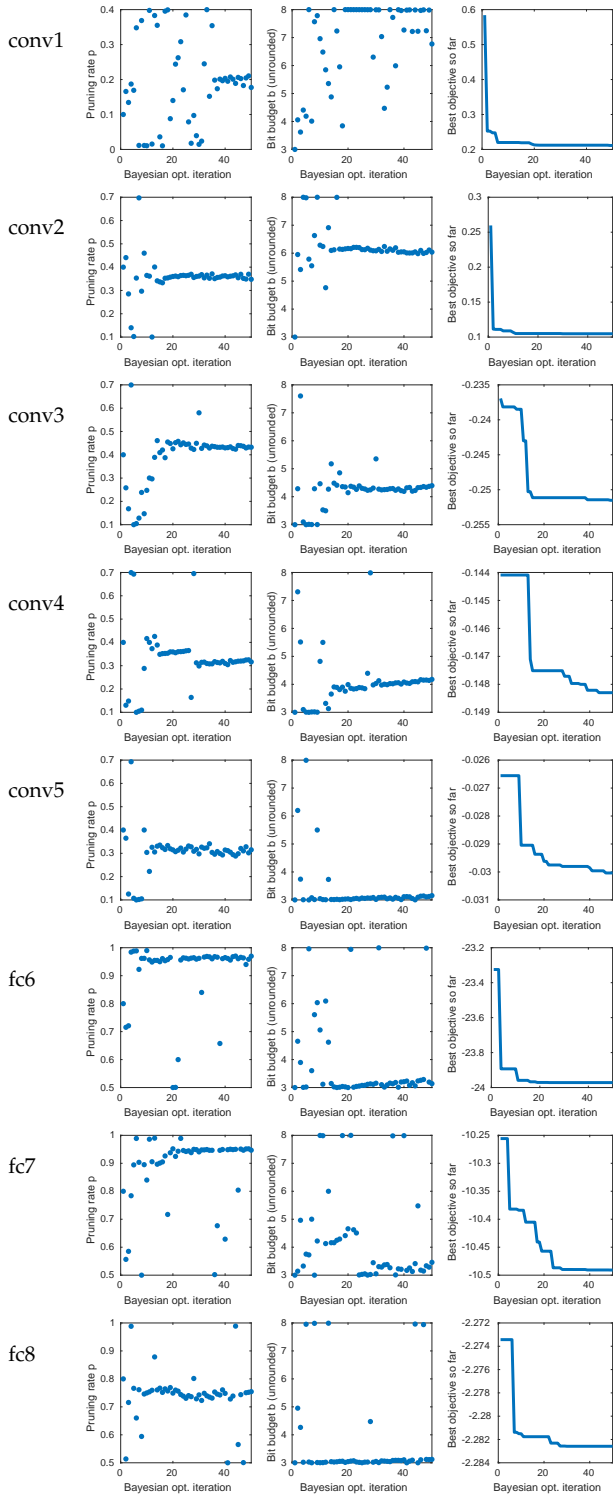 conv1
Pruning rate p
0.4
0.3
0.2
0.1
0
0 20 40
Bayesian opt. iteration
Bit budget b (unrounded)
8
7
6
5
4
3
0 20 40
Bayesian opt. iteration
Best objective so far
0.6
0.5
0.4
0.3
0.2
0 20 40
Bayesian opt. iteration
conv2
Pruning rate p
0.7
0.6
0.5
0.4
0.3
0.2
0.1
0 20 40
Bayesian opt. iteration
Bit budget b (unrounded)
8
7
6
5
4
3
0 20 40
Bayesian opt. iteration
Best objective so far
0.3
0.25
0.2
0.15
0.1
0 20 40
Bayesian opt. iteration
conv3
Pruning rate p
0.7
0.6
0.5
0.4
0.3
0.2
0.1
0 20 40
Bayesian opt. iteration
Bit budget b (unrounded)
8
7
6
5
4
3
0 20 40
Bayesian opt. iteration
Best objective so far
-0.235
-0.24
-0.245
-0.25
-0.255
0 20 40
Bayesian opt. iteration
conv4
Pruning rate p
0.7
0.6
0.5
0.4
0.3
0.2
0.1
0 20 40
Bayesian opt. iteration
Bit budget b (unrounded)
8
7
6
5
4
3
0 20 40
Bayesian opt. iteration
Best objective so far
-0.144
-0.145
-0.146
-0.147
-0.148
-0.149
0 20 40
Bayesian opt. iteration
conv5
Pruning rate p
0.7
0.6
0.5
0.4
0.3
0.2
0.1
0 20 40
Bayesian opt. iteration
Bit budget b (unrounded)
8
7
6
5
4
3
0 20 40
Bayesian opt. iteration
Best objective so far
-0.026
-0.027
-0.028
-0.029
-0.03
-0.031
0 20 40
Bayesian opt. iteration
fc6
Pruning rate p
1
0.9
0.8
0.7
0.6
0.5
0 20 40
Bayesian opt. iteration
Bit budget b (unrounded)
8
7
6
5
4
3
0 20 40
Bayesian opt. iteration
Best objective so far
-23.2
-23.4
-23.6
-23.8
-24
0 20 40
Bayesian opt. iteration
fc7
Pruning rate p
1
0.9
0.8
0.7
0.6
0.5
0 20 40
Bayesian opt. iteration
Bit budget b (unrounded)
8
7
6
5
4
3
0 20 40
Bayesian opt. iteration
Best objective so far
-10.25
-10.3
-10.35
-10.4
-10.45
-10.5
0 20 40
Bayesian opt. iteration
fc8
Pruning rate p
1
0.9
0.8
0.7
0.6
0.5
0 20 40
Bayesian opt. iteration
Bit budget b (unrounded)
8
7
6
5
4
3
0 20 40
Bayesian opt. iteration
Best objective so far
-2.272
-2.274
-2.276
-2.278
-2.28
-2.282
-2.284
0 20 40
Bayesian opt. iteration